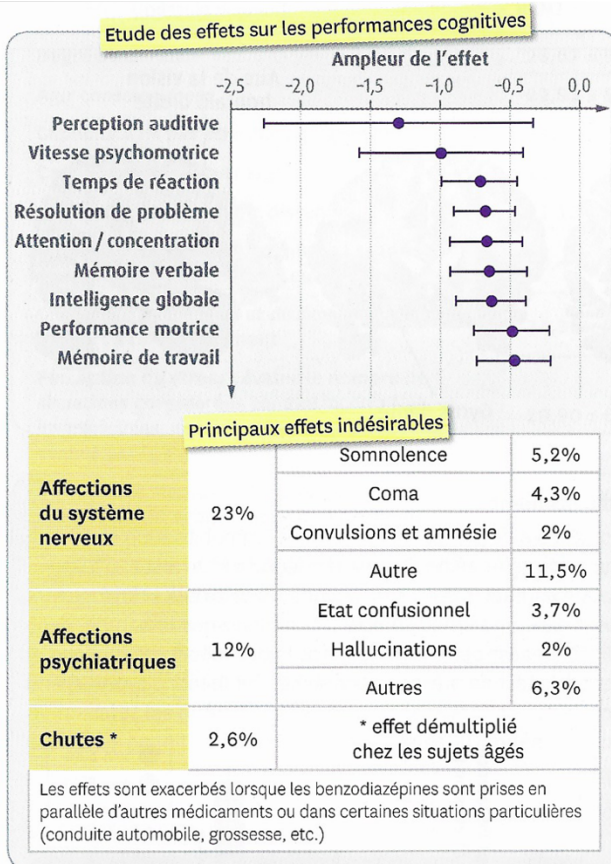 Etude des effets sur les performances cognitives
Ampleur de l'effet
-2,5 -2,0 -1,5 -1,0 -0,5 0,0
Perception auditive
Vitesse psychomotrice
Temps de réaction
Résolution de problème
Attention / concentration
Mémoire verbale
Intelligence globale
Performance motrice
Mémoire de travail
Principaux effets indésirables
Affections
du système
nerveux
23%
Somnolence 5,2%
Coma 4,3%
Convulsions et amnésie 2%
Autre 11,5%
Affections
psychiatriques
12%
Etat confusionnel 3,7%
Hallucinations 2%
Autres 6,3%
Chutes * 2,6%
* effet démultiplié
chez les sujets âgés
Les effets sont exacerbés lorsque les benzodiazépines sont prises en
parallèle d'autres médicaments ou dans certaines situations particulières
(conduite automobile, grossesse, etc.)